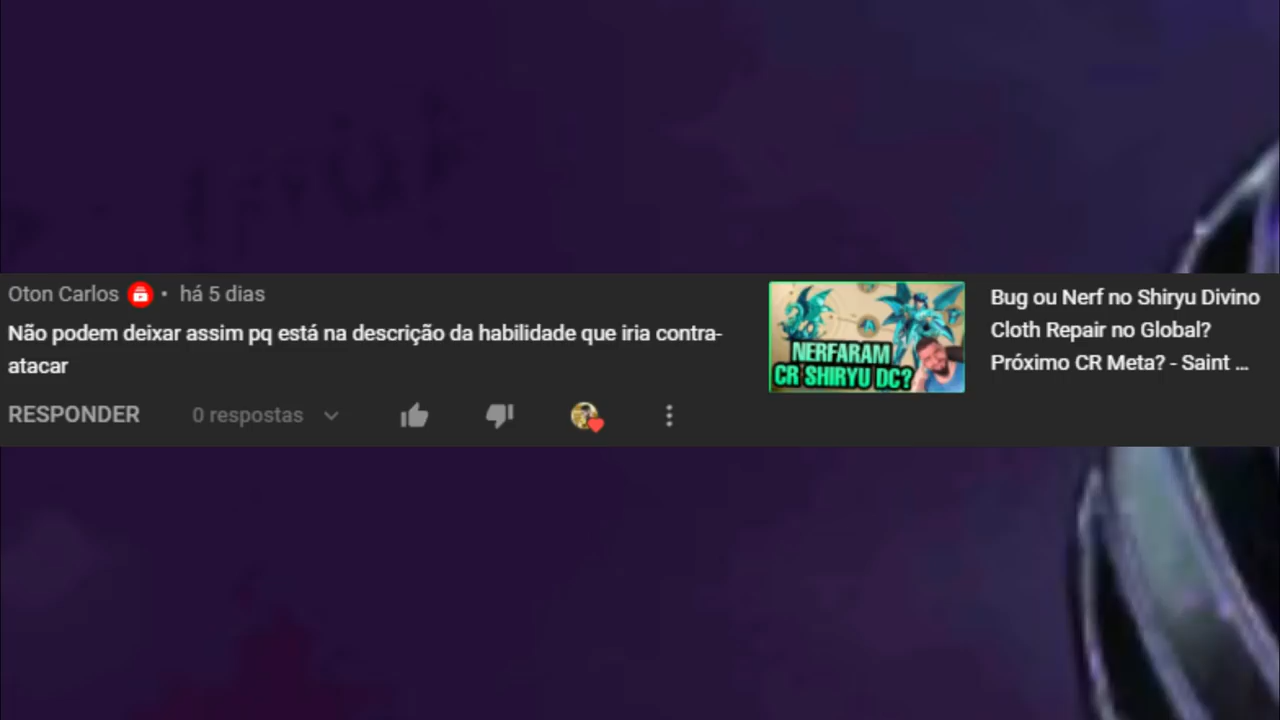 Oton Carlos • há 5 dias
Não podem deixar assim pq está na descrição da habilidade que iria contra-
atacar
RESPONDER 0 respostas
NERFARAM
CR SHIRYU DC?
Bug ou Nerf no Shiryu Divino
Cloth Repair no Global?
Próximo CR Meta? - Saint ...